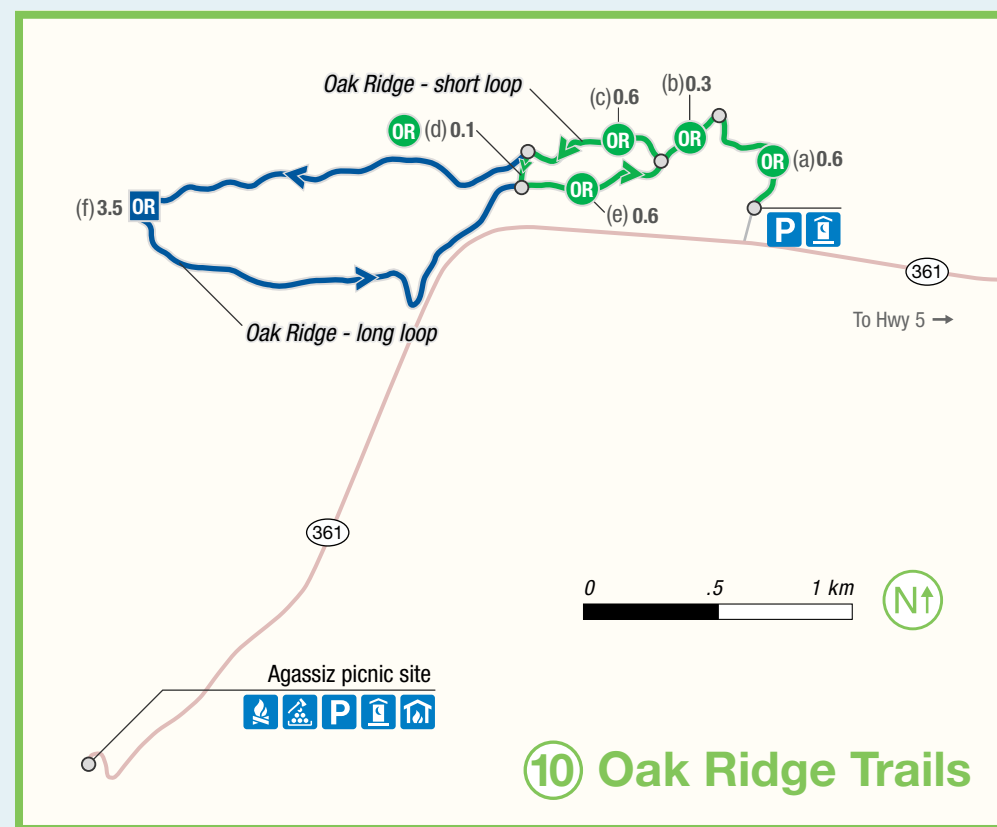 Oak Ridge - short loop
(b) 0.3
(c) 0.6
OR (d) 0.1
OR
OR
OR (a) 0.6
(f) 3.5 OR
OR
(e) 0.6
P
361
To Hwy 5 →
Oak Ridge - long loop
361
0 .5 1 km
N↑
Agassiz picnic site
P
10 Oak Ridge Trails